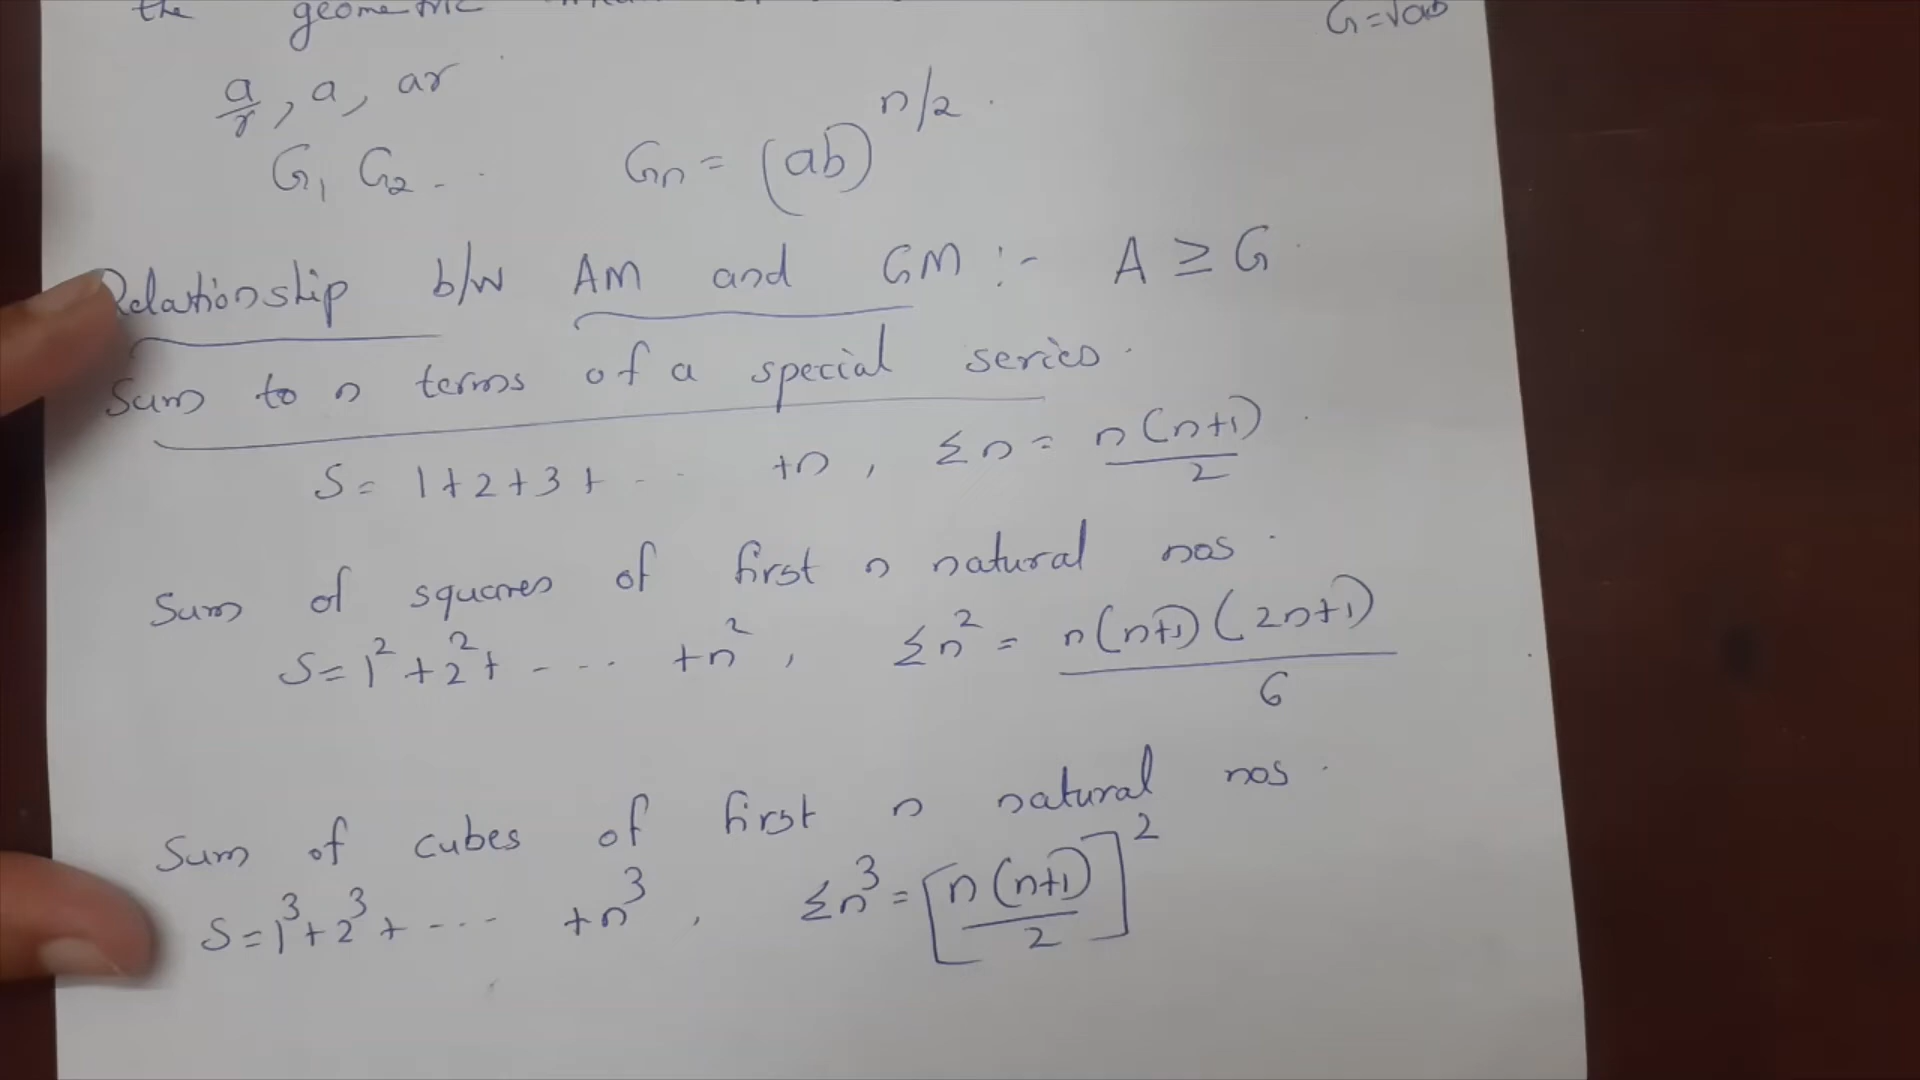 the geometric G=√ab
a/r, a, ar
G₁ G₂ - .. Gn = (ab)^n/2 .
Relationship b/w AM and GM :- A ≥ G
Sum to n terms of a special series.
S = 1+2+3+ - .. +n , Σn = n(n+1)/2
Sum of squares of first n natural nos.
S=1²+2²+ - - .. +n² , Σn² = n(n+1)(2n+1)/6
Sum of cubes of first n natural nos.
S=1³+2³+ - - .. +n³ , Σn³ = [n(n+1)/2]²